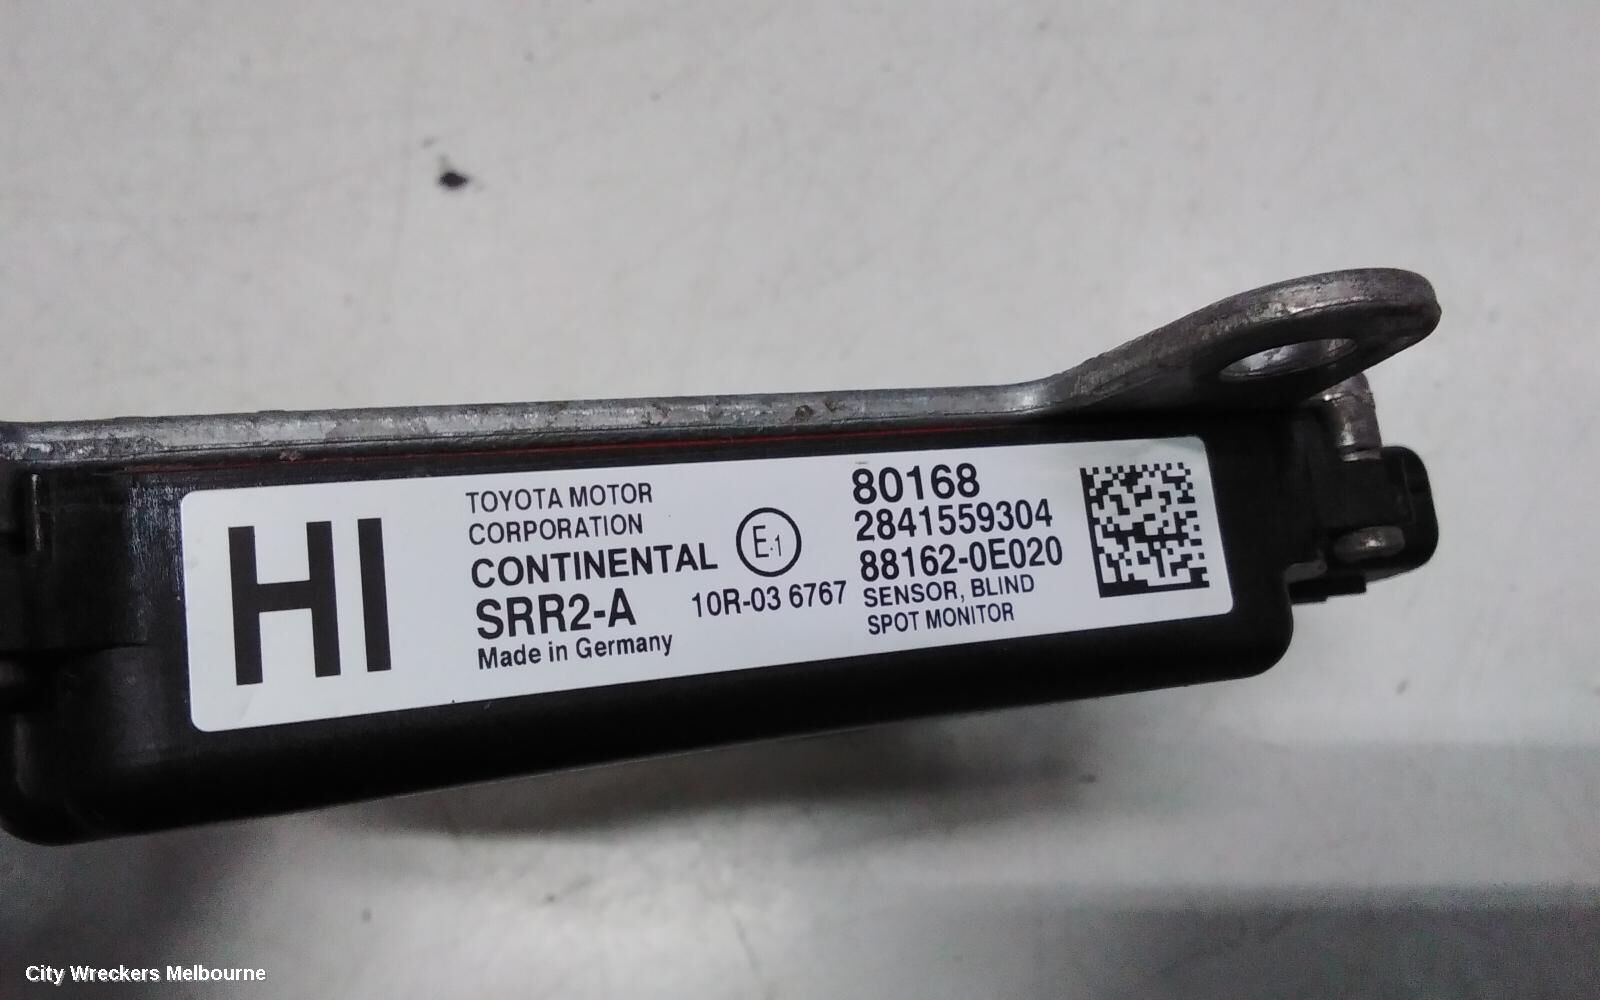 HI
TOYOTA MOTOR
CORPORATION
CONTINENTAL
SRR2-A
Made in Germany
E1
10R-03 6767
80168
2841559304
88162-0E020
SENSOR, BLIND
SPOT MONITOR
City Wreckers Melbourne